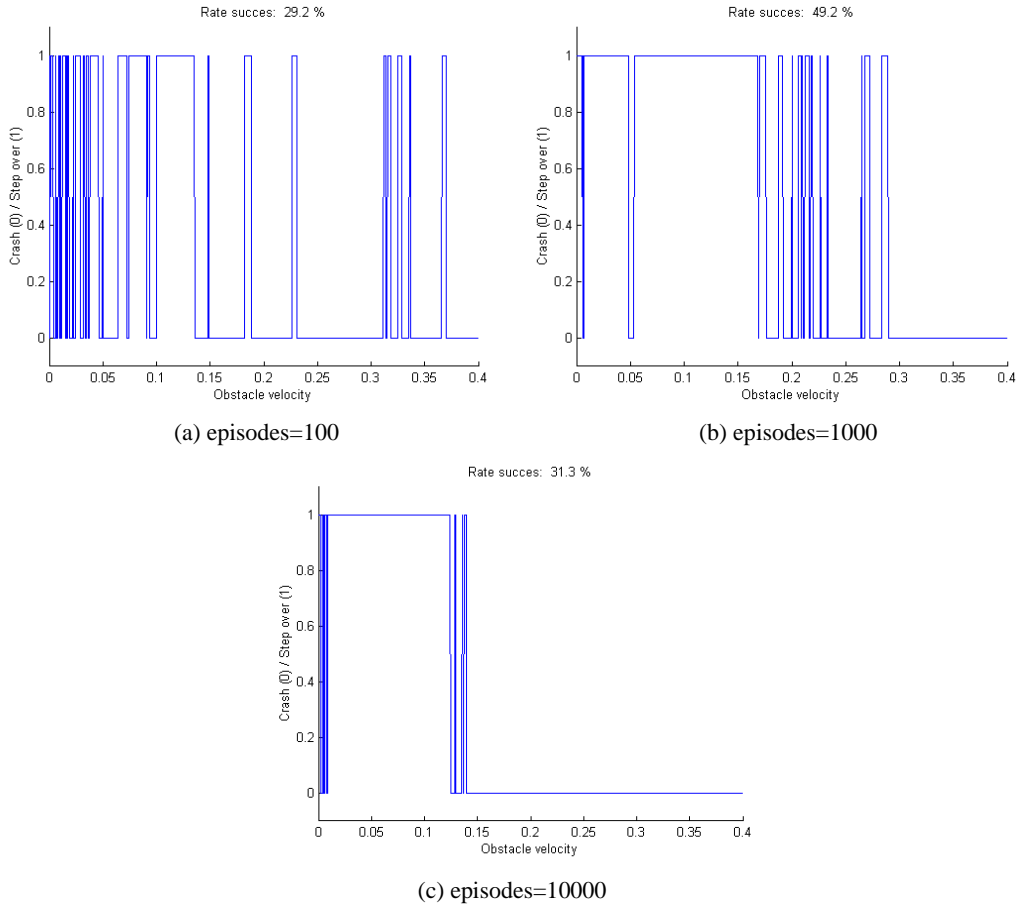 Rate succes: 29.2 %
1
0.8
0.6
0.4
0.2
0
Crash (0) / Step over (1)
0 0.05 0.1 0.15 0.2 0.25 0.3 0.35 0.4
Obstacle velocity
(a) episodes=100
Rate succes: 49.2 %
1
0.8
0.6
0.4
0.2
0
Crash (0) / Step over (1)
0 0.05 0.1 0.15 0.2 0.25 0.3 0.35 0.4
Obstacle velocity
(b) episodes=1000
Rate succes: 31.3 %
1
0.8
0.6
0.4
0.2
0
Crash (0) / Step over (1)
0 0.05 0.1 0.15 0.2 0.25 0.3 0.35 0.4
Obstacle velocity
(c) episodes=10000